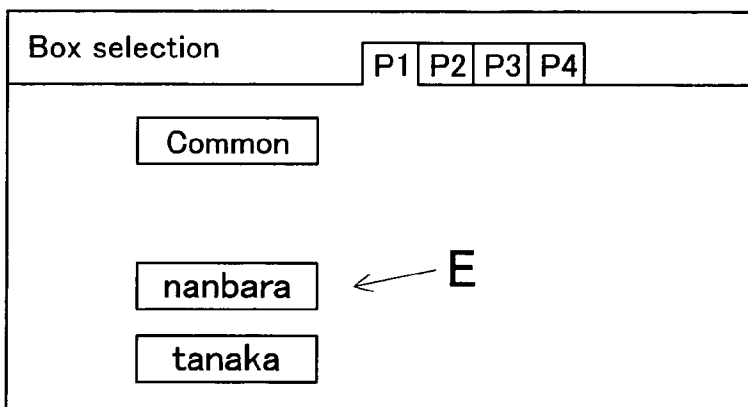 Box selection
P1 P2 P3 P4
Common
nanbara
E
tanaka